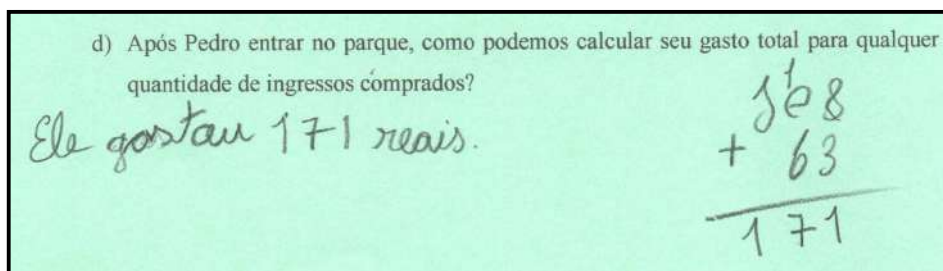 d) Após Pedro entrar no parque, como podemos calcular seu gasto total para qualquer
quantidade de ingressos comprados?
Ele gastou 171 reais.
1
108
+ 63
171